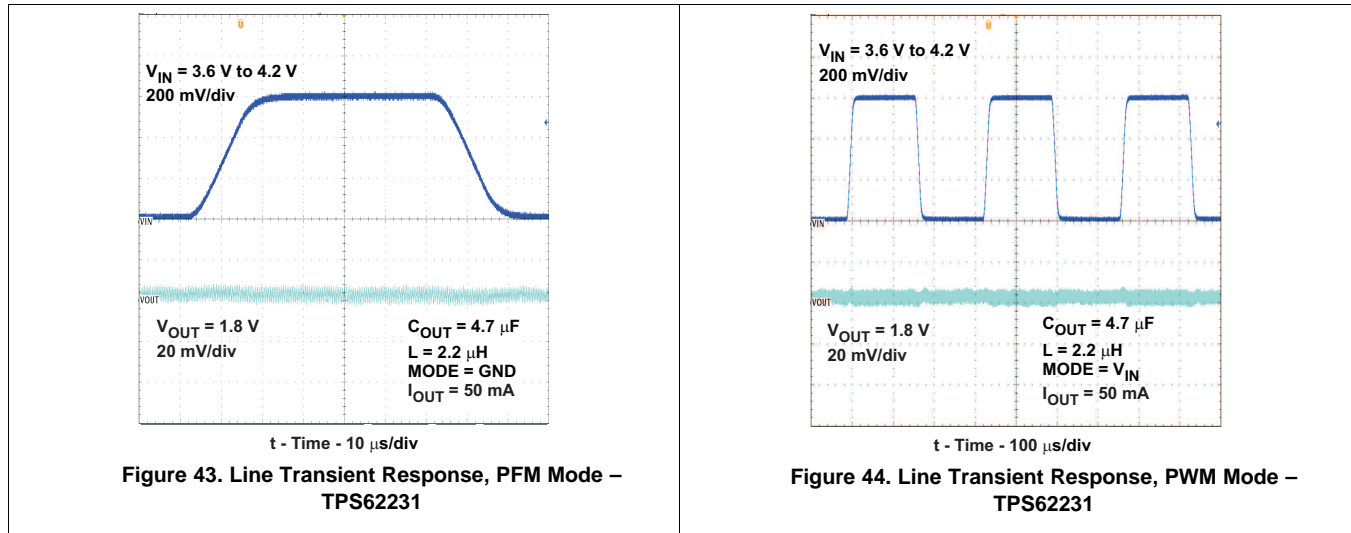 V_IN = 3.6 V to 4.2 V
200 mV/div
VIN
VOUT
V_OUT = 1.8 V
20 mV/div
C_OUT = 4.7 μF
L = 2.2 μH
MODE = GND
I_OUT = 50 mA
t - Time - 10 μs/div
Figure 43. Line Transient Response, PFM Mode –
TPS62231
V_IN = 3.6 V to 4.2 V
200 mV/div
VIN
VOUT
V_OUT = 1.8 V
20 mV/div
C_OUT = 4.7 μF
L = 2.2 μH
MODE = V_IN
I_OUT = 50 mA
t - Time - 100 μs/div
Figure 44. Line Transient Response, PWM Mode –
TPS62231